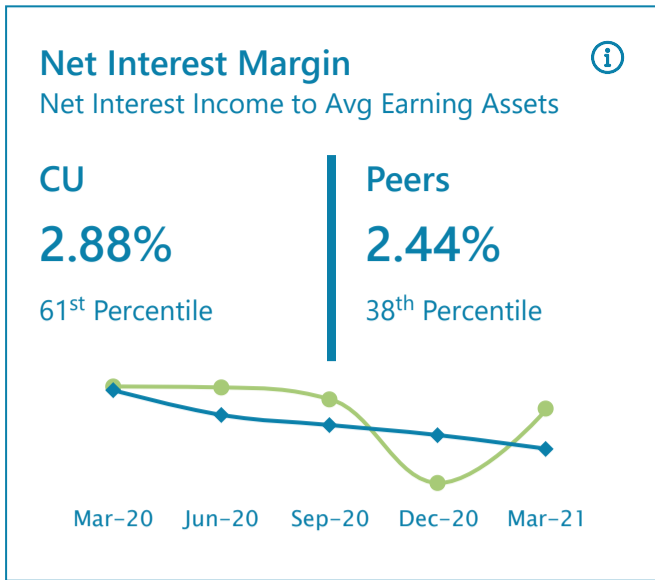 Net Interest Margin
Net Interest Income to Avg Earning Assets
CU
2.88%
61st Percentile
Peers
2.44%
38th Percentile
Mar-20 Jun-20 Sep-20 Dec-20 Mar-21